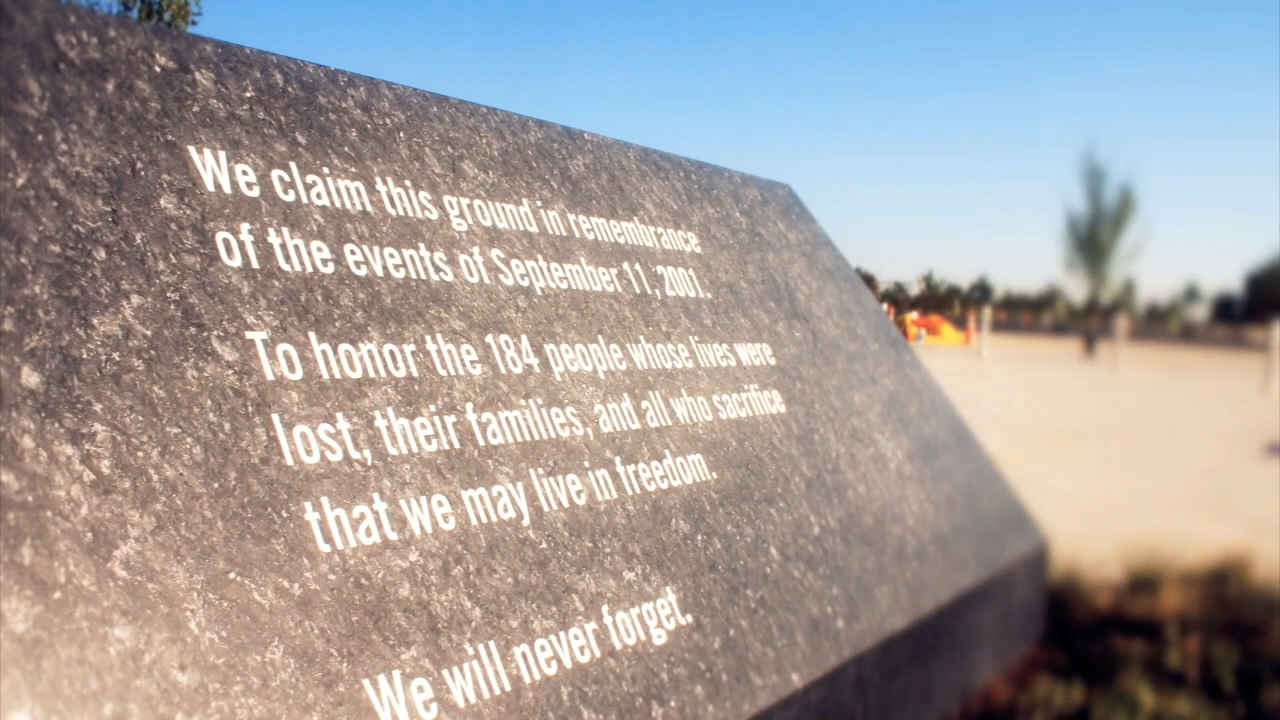 We claim this ground in remembrance
of the events of September 11, 2001.
To honor the 184 people whose lives were
lost, their families, and all who sacrifice
that we may live in freedom.
We will never forget.